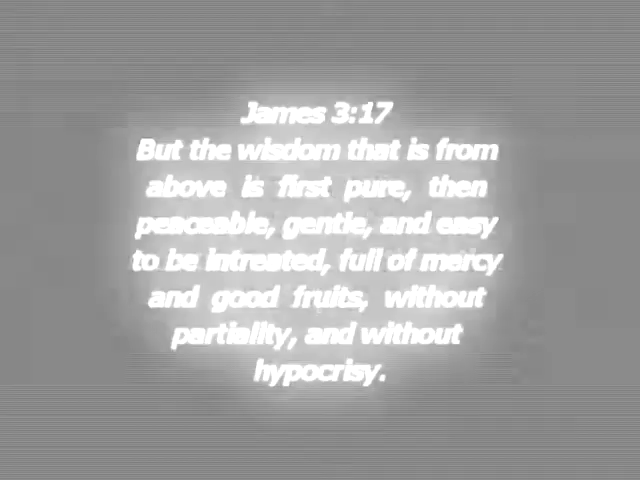 James 3:17
But the wisdom that is from
above is first pure, then
peaceable, gentle, and easy
to be intreated, full of mercy
and good fruits, without
partiality, and without
hypocrisy.